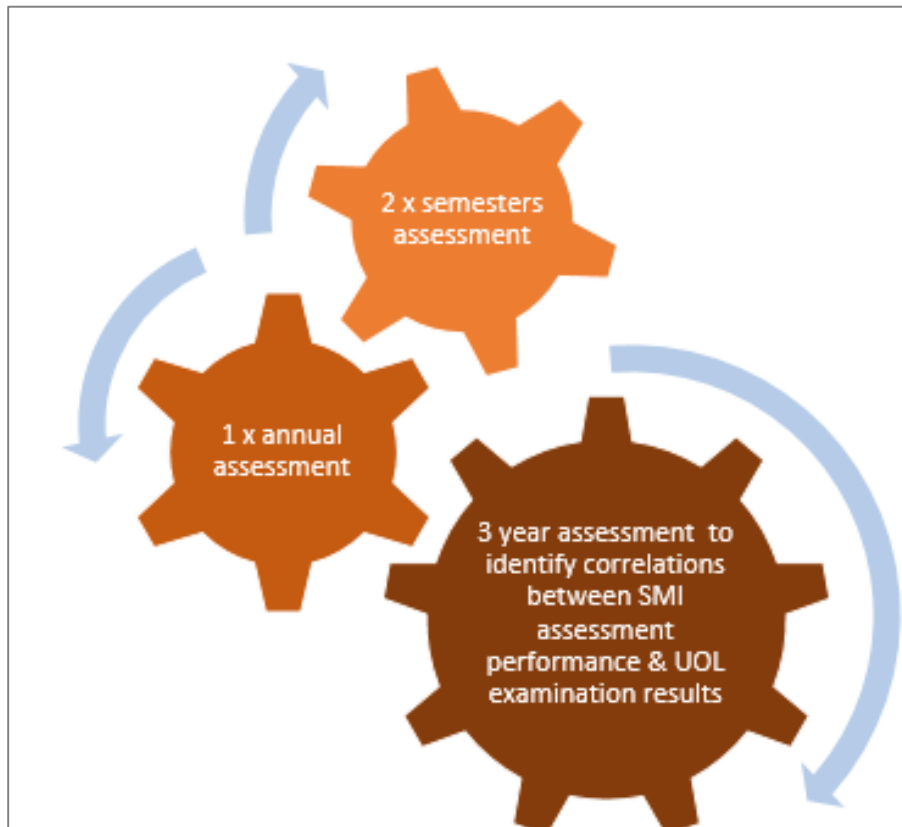 2 x semesters
assessment
1 x annual
assessment
3 year assessment  to
identify correlations
between SMI
assessment
performance & UOL
examination results